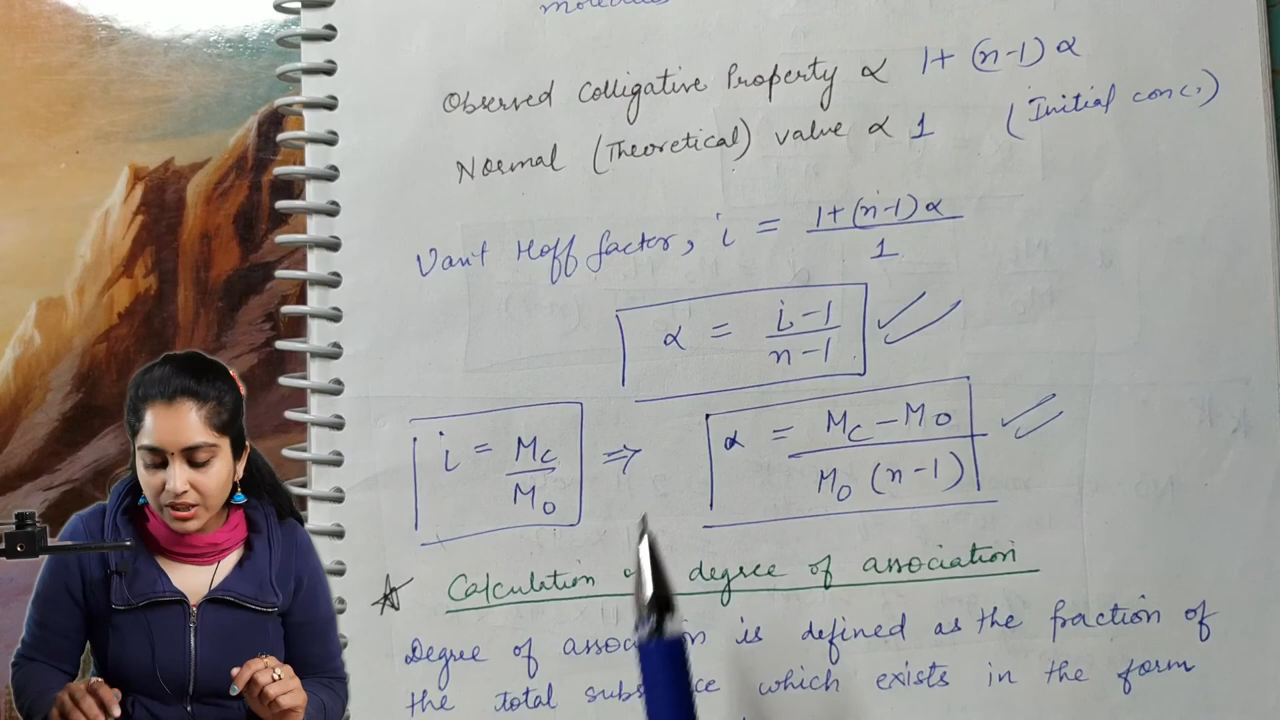 molecules
Observed Colligative Property α 1+(n-1)α
Normal (Theoretical) value α 1 (Initial conc.)
Van't Hoff factor, i = 1+(n-1)α / 1
α = i-1 / n-1
i = Mc / Mo ⇒ α = Mc-Mo / Mo(n-1)
Calculation degree of association
Degree of is defined as the fraction of
the total which exists in the form